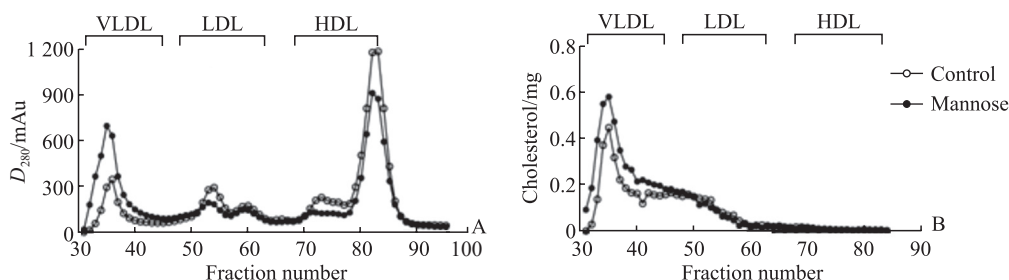 VLDL LDL HDL
1 200
900
600
300
0
D280/mAu
30 40 50 60 70 80 90 100
Fraction number
A
VLDL LDL HDL
0.8
0.6
0.4
0.2
0
Cholesterol/mg
30 40 50 60 70 80 90
Fraction number
B
Control
Mannose